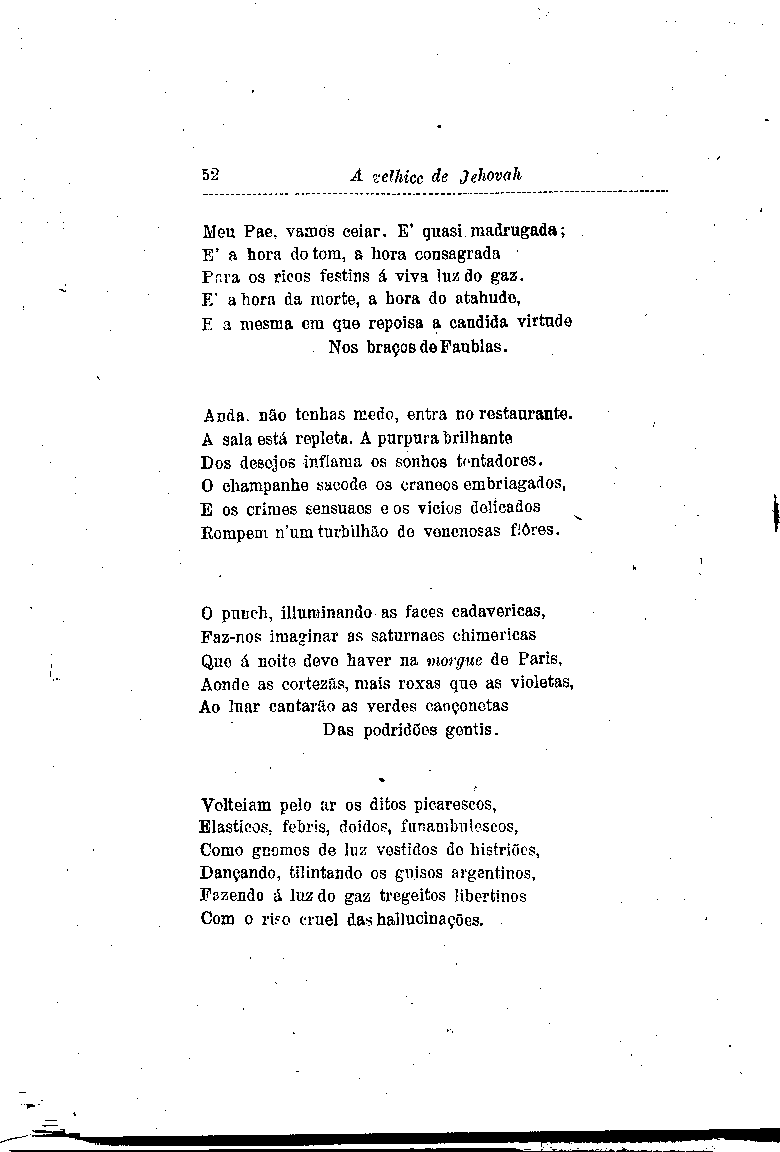 52 A velhice de Jehovah
Meu Pae, vamos ceiar. E' quasi madrugada;
E' a hora do tom, a hora consagrada
Para os ricos festins á viva luz do gaz.
E' a hora da morte, a hora do atahude,
E a mesma em que repoisa a candida virtude
Nos braços de Faublas.
Anda. não tenhas medo, entra no restaurante.
A sala está repleta. A purpura brilhante
Dos desejos inflama os sonhos tentadores.
O champanhe sacode os craneos embriagados,
E os crimes sensuaes e os vicios delicados
Rompem n'um turbilhão de venenosas flôres.
O punch, illuminando as faces cadavericas,
Faz-nos imaginar as saturnaes chimericas
Que á noite deve haver na morgue de Paris,
Aonde as cortezãs, mais roxas que as violetas,
Ao luar cantarão as verdes cançonetas
Das podridões gentis.
Volteiam pelo ar os ditos picarescos,
Elasticos, febris, doidos, funambulescos,
Como gnomos de luz vestidos de histriões,
Dançando, tilintando os guisos argentinos,
Fazendo á luz do gaz tregeitos libertinos
Com o riso cruel das hallucinações.